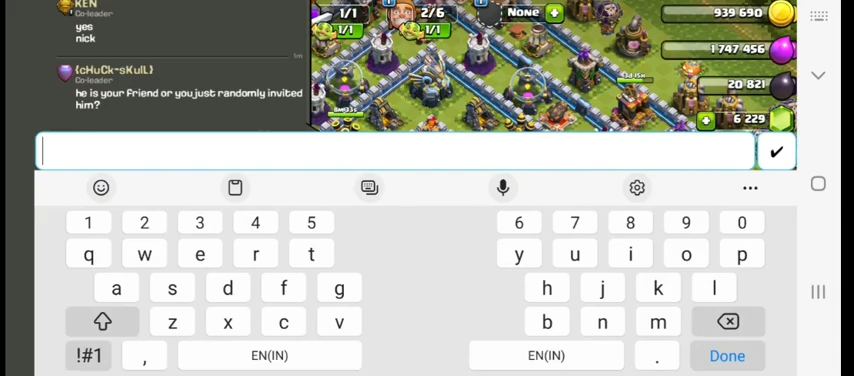 KEN
Co-leader
yes
nick
1m
{cHuCk-sKulL}
Co-leader
he is your friend or you just randomly invited
him?
1/1
2/6
None
1/1
1/1
939 690
1 747 456
20 821
6 229
1 2 3 4 5 6 7 8 9 0
q w e r t y u i o p
a s d f g h j k l
z x c v b n m
!#1 , EN(IN) EN(IN) . Done